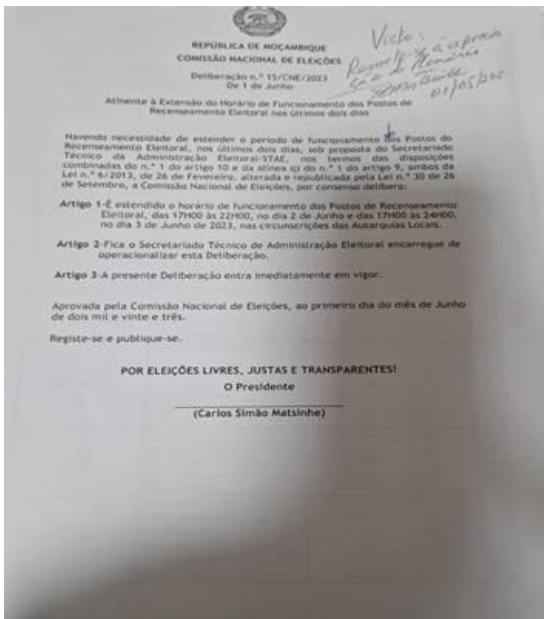 REPÚBLICA DE MOÇAMBIQUE
COMISSÃO NACIONAL DE ELEIÇÕES
Deliberação n.º 15/CNE/2023
De 1 de Junho
Atinente à Extensão do Horário de Funcionamento dos Postos de
Recenseamento Eleitoral nos últimos dois dias
Visto:
Remete-se à aprecia
ção do Plenário
01/05/202
Havendo necessidade de estender o período de funcionamento dos Postos do
Recenseamento Eleitoral, nos últimos dois dias, sob proposta do Secretariado
Técnico da Administração Eleitoral-STAE, nos termos das disposições
combinadas do n.º 1 do artigo 10 e da alínea q) do n.º 1 do artigo 9, ambos da
Lei n.º 6/2013, de 26 de Fevereiro, alterada e republicada pela Lei n.º 30 de 26
de Setembro, a Comissão Nacional de Eleições, por consenso delibera:
Artigo 1-É estendido o horário de funcionamento dos Postos de Recenseamento
Eleitoral, das 17H00 às 22H00, no dia 2 de Junho e das 17H00 às 24H00,
no dia 3 de Junho de 2023, nas circunscrições das Autarquias Locais.
Artigo 2-Fica o Secretariado Técnico de Administração Eleitoral encarregue de
operacionalizar esta Deliberação.
Artigo 3-A presente Deliberação entra imediatamente em vigor.
Aprovada pela Comissão Nacional de Eleições, ao primeiro dia do mês de Junho
de dois mil e vinte e três.
Registe-se e publique-se.
POR ELEIÇÕES LIVRES, JUSTAS E TRANSPARENTES!
O Presidente
(Carlos Simão Matsinhe)